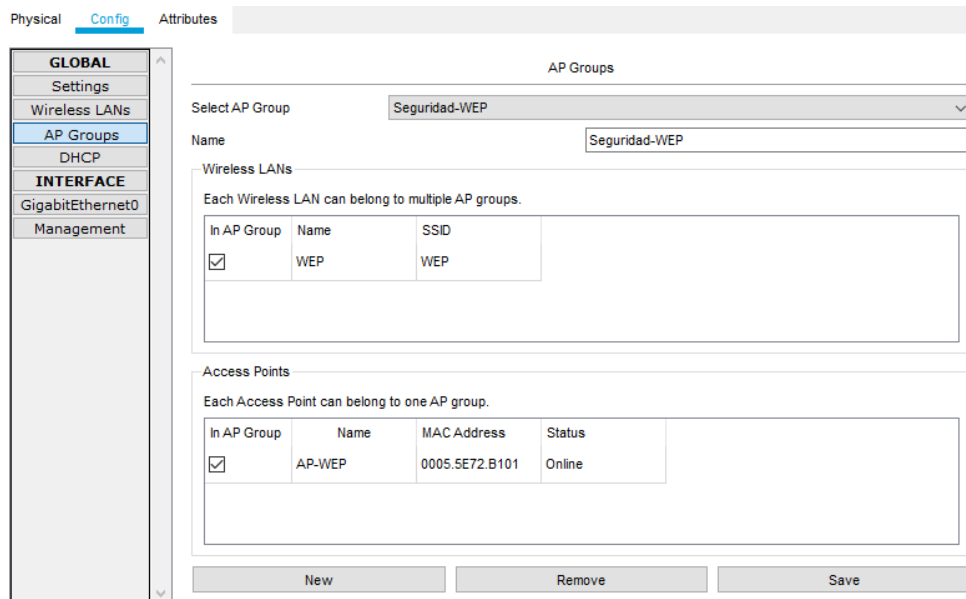 Physical Config Attributes
GLOBAL
Settings
Wireless LANs
AP Groups
DHCP
INTERFACE
GigabitEthernet0
Management
AP Groups
Select AP Group Seguridad-WEP
Name Seguridad-WEP
Wireless LANs
Each Wireless LAN can belong to multiple AP groups.
In AP Group Name SSID
WEP WEP
Access Points
Each Access Point can belong to one AP group.
In AP Group Name MAC Address Status
AP-WEP 0005.5E72.B101 Online
New Remove Save